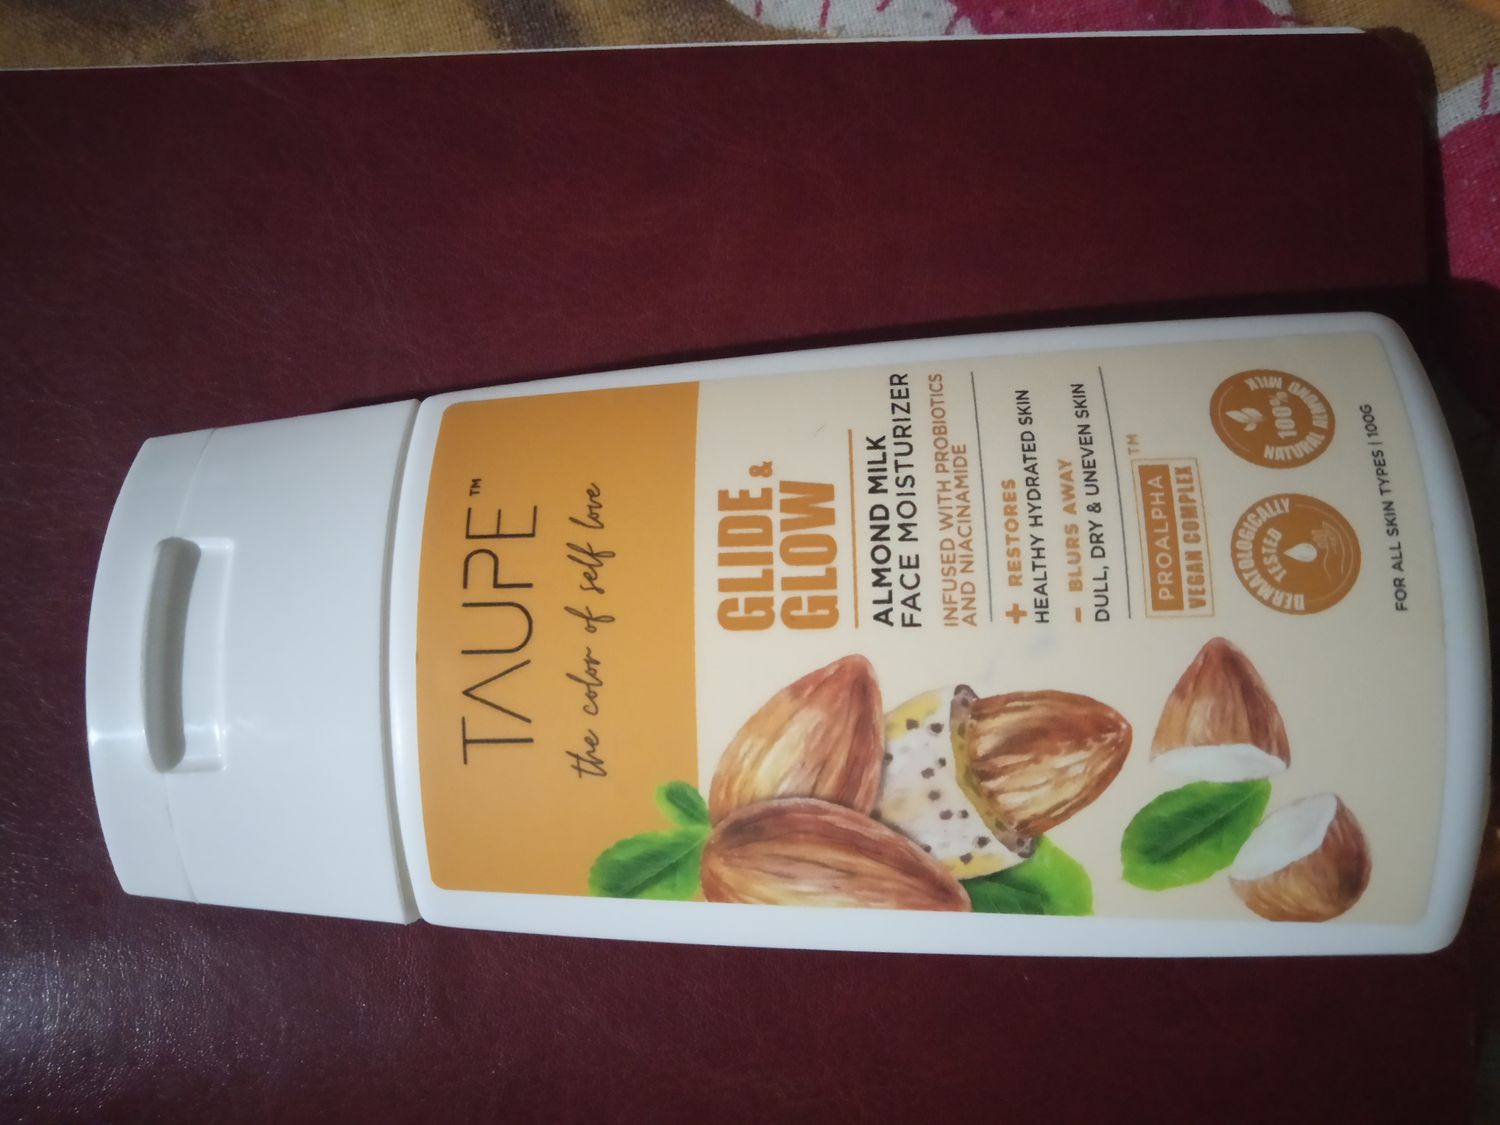 TAUPE™
the color of self love
GLIDE &
GLOW
ALMOND MILK
FACE MOISTURIZER
INFUSED WITH PROBIOTICS
AND NIACINAMIDE
+ RESTORES
HEALTHY HYDRATED SKIN
- BLURS AWAY
DULL, DRY & UNEVEN SKIN
PROALPHA™
VEGAN COMPLEX
DERMATOLOGICALLY
TESTED
100%
NATURAL ALMOND MILK
FOR ALL SKIN TYPES | 100G